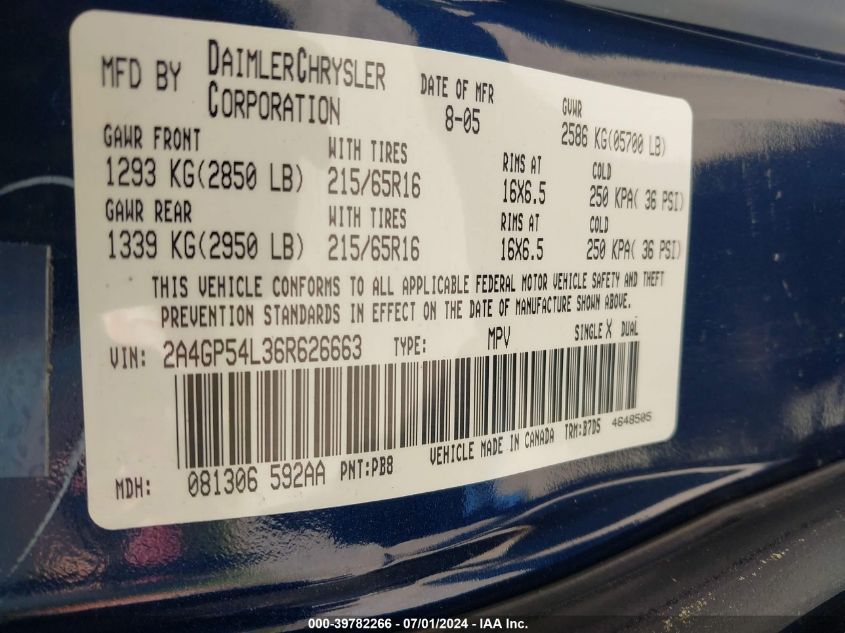 MFD BY DAIMLERCHRYSLER CORPORATION DATE OF MFR 8-05 GVWR 2586 KG(05700 LB)
GAWR FRONT WITH TIRES RIMS AT COLD
1293 KG(2850 LB) 215/65R16 16X6.5 250 KPA( 36 PSI)
GAWR REAR WITH TIRES RIMS AT COLD
1339 KG(2950 LB) 215/65R16 16X6.5 250 KPA( 36 PSI)
THIS VEHICLE CONFORMS TO ALL APPLICABLE FEDERAL MOTOR VEHICLE SAFETY AND THEFT
PREVENTION STANDARDS IN EFFECT ON THE DATE OF MANUFACTURE SHOWN ABOVE.
VIN: 2A4GP54L36R626663 TYPE: MPV SINGLE X DUAL
MDH: 081306 592AA PNT:PB8 VEHICLE MADE IN CANADA TRM:B7D5 4648505
000-39782266 - 07/01/2024 - IAA Inc.